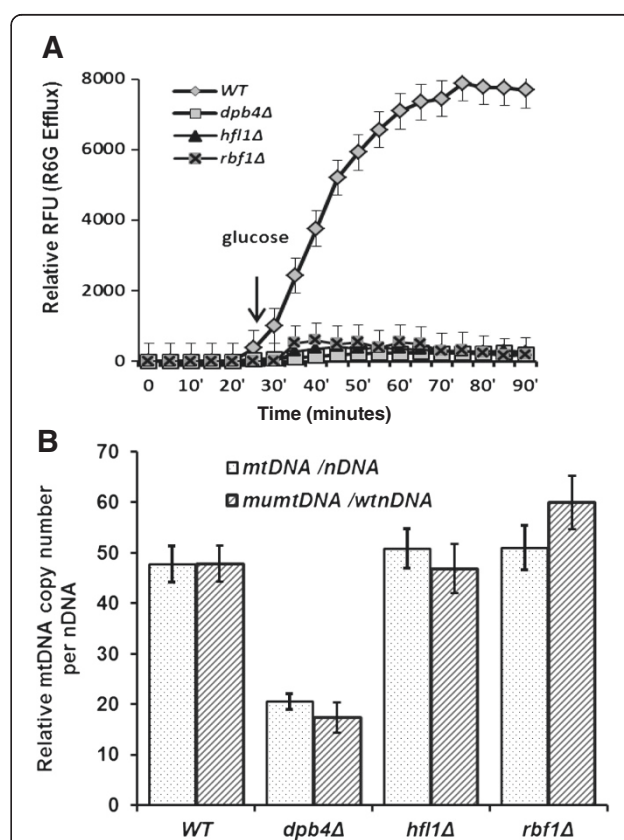 A
Relative RFU (R6G Efflux)
8000
6000
4000
2000
0
WT
dpb4Δ
hfl1Δ
rbf1Δ
glucose
0 10' 20' 30' 40' 50' 60' 70' 80' 90'
Time (minutes)
B
Relative mtDNA copy number
per nDNA
70
60
50
40
30
20
10
0
mtDNA /nDNA
mumtDNA /wtnDNA
WT dpb4Δ hfl1Δ rbf1Δ